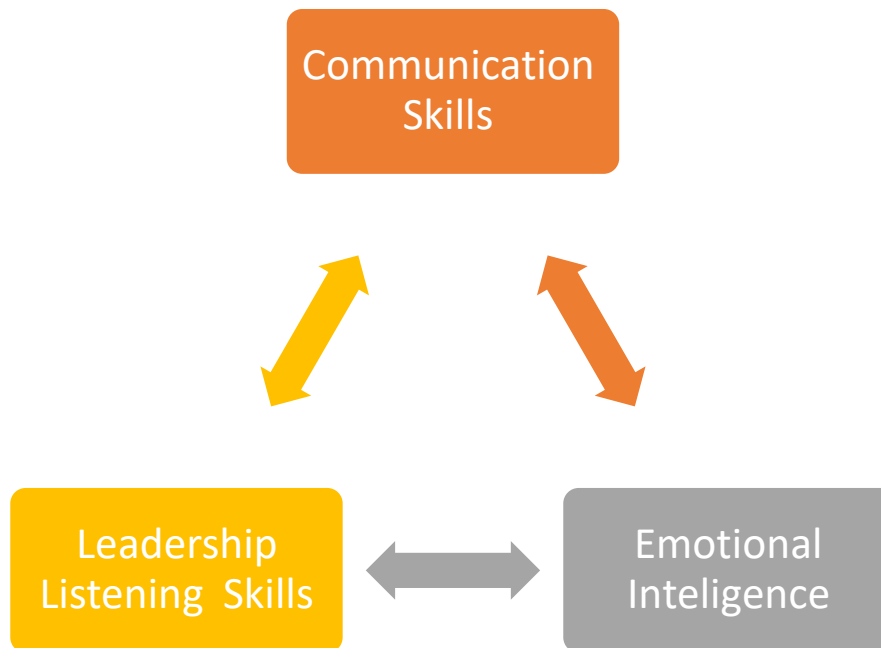 Communication
Skills
Leadership
Listening  Skills
Emotional
Inteligence